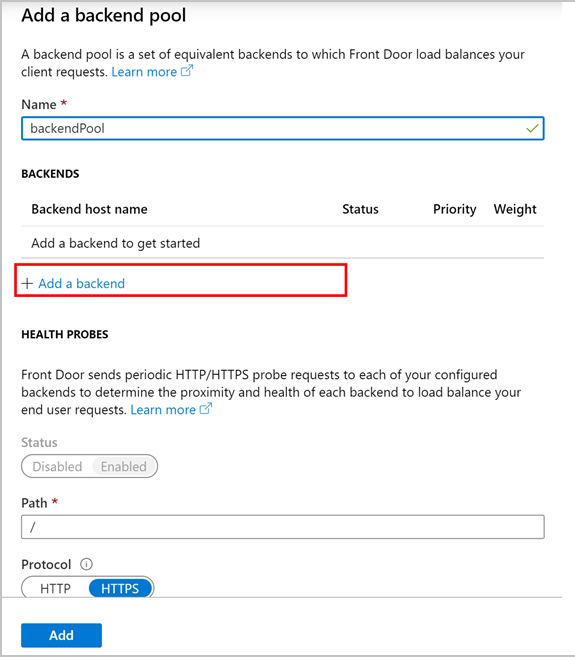 Add a backend pool
A backend pool is a set of equivalent backends to which Front Door load balances your
client requests. Learn more
Name *
backendPool
BACKENDS
Backend host name Status Priority Weight
Add a backend to get started
+ Add a backend
HEALTH PROBES
Front Door sends periodic HTTP/HTTPS probe requests to each of your configured
backends to determine the proximity and health of each backend to load balance your
end user requests. Learn more
Status
Disabled Enabled
Path *
/
Protocol
HTTP HTTPS
Add